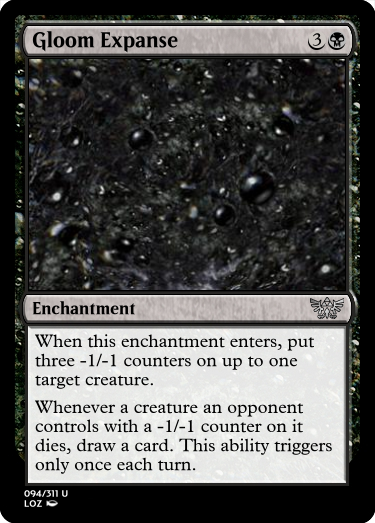 Gloom Expanse 3
Enchantment
When this enchantment enters, put
three -1/-1 counters on up to one
target creature.
Whenever a creature an opponent
controls with a -1/-1 counter on it
dies, draw a card. This ability triggers
only once each turn.
094/311 U
LOZ